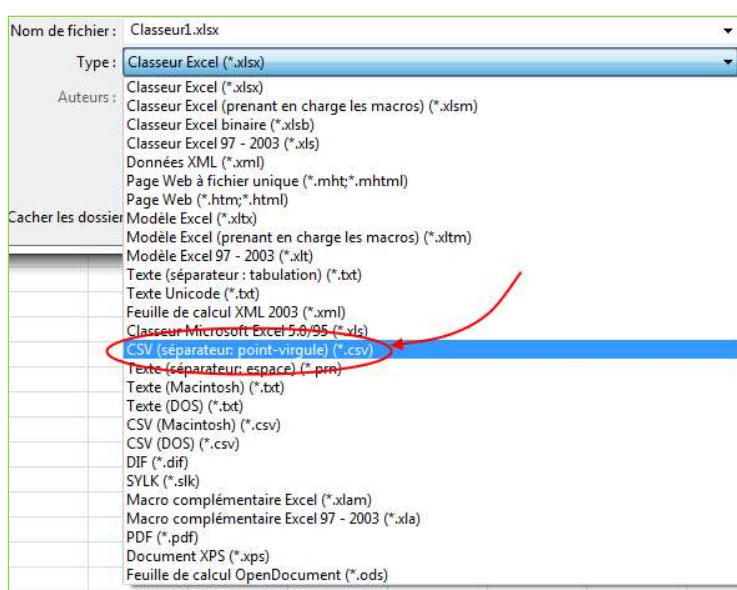 Nom de fichier : Classeur1.xlsx
Type : Classeur Excel (*.xlsx)
Auteurs :
Classeur Excel (*.xlsx)
Classeur Excel (prenant en charge les macros) (*.xlsm)
Classeur Excel binaire (*.xlsb)
Classeur Excel 97 - 2003 (*.xls)
Données XML (*.xml)
Page Web à fichier unique (*.mht;*.mhtml)
Page Web (*.htm;*.html)
Cacher les dossier
Modèle Excel (*.xltx)
Modèle Excel (prenant en charge les macros) (*.xltm)
Modèle Excel 97 - 2003 (*.xlt)
Texte (séparateur : tabulation) (*.txt)
Texte Unicode (*.txt)
Feuille de calcul XML 2003 (*.xml)
Classeur Microsoft Excel 5.0/95 (*.xls)
CSV (séparateur: point-virgule) (*.csv)
Texte (séparateur: espace) (*.prn)
Texte (Macintosh) (*.txt)
Texte (DOS) (*.txt)
CSV (Macintosh) (*.csv)
CSV (DOS) (*.csv)
DIF (*.dif)
SYLK (*.slk)
Macro complémentaire Excel (*.xlam)
Macro complémentaire Excel 97 - 2003 (*.xla)
PDF (*.pdf)
Document XPS (*.xps)
Feuille de calcul OpenDocument (*.ods)